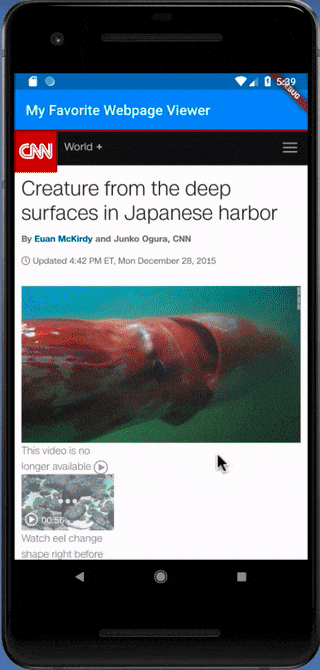 5:39
DEBUG
My Favorite Webpage Viewer
CNN
World +
Creature from the deep
surfaces in Japanese harbor
By Euan McKirdy and Junko Ogura, CNN
Updated 4:42 PM ET, Mon December 28, 2015
This video is no
longer available
00:56
Watch eel change
shape right before